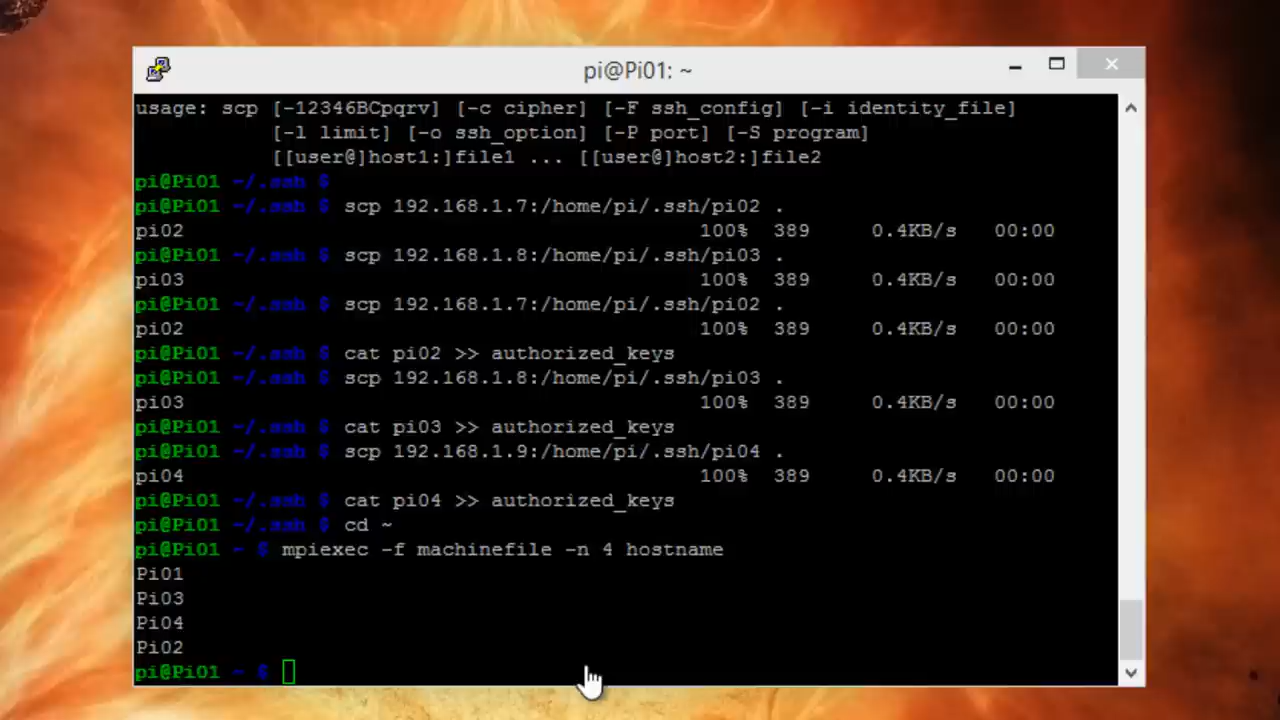 pi@Pi01: ~
usage: scp [-12346BCpqrv] [-c cipher] [-F ssh_config] [-i identity_file]
[-l limit] [-o ssh_option] [-P port] [-S program]
[[user@]host1:]file1 ... [[user@]host2:]file2
pi@Pi01 ~/.ssh $
pi@Pi01 ~/.ssh $ scp 192.168.1.7:/home/pi/.ssh/pi02 .
pi02 100% 389 0.4KB/s 00:00
pi@Pi01 ~/.ssh $ scp 192.168.1.8:/home/pi/.ssh/pi03 .
pi03 100% 389 0.4KB/s 00:00
pi@Pi01 ~/.ssh $ scp 192.168.1.7:/home/pi/.ssh/pi02 .
pi02 100% 389 0.4KB/s 00:00
pi@Pi01 ~/.ssh $ cat pi02 >> authorized_keys
pi@Pi01 ~/.ssh $ scp 192.168.1.8:/home/pi/.ssh/pi03 .
pi03 100% 389 0.4KB/s 00:00
pi@Pi01 ~/.ssh $ cat pi03 >> authorized_keys
pi@Pi01 ~/.ssh $ scp 192.168.1.9:/home/pi/.ssh/pi04 .
pi04 100% 389 0.4KB/s 00:00
pi@Pi01 ~/.ssh $ cat pi04 >> authorized_keys
pi@Pi01 ~/.ssh $ cd ~
pi@Pi01 ~ $ mpiexec -f machinefile -n 4 hostname
Pi01
Pi03
Pi04
Pi02
pi@Pi01 ~ $